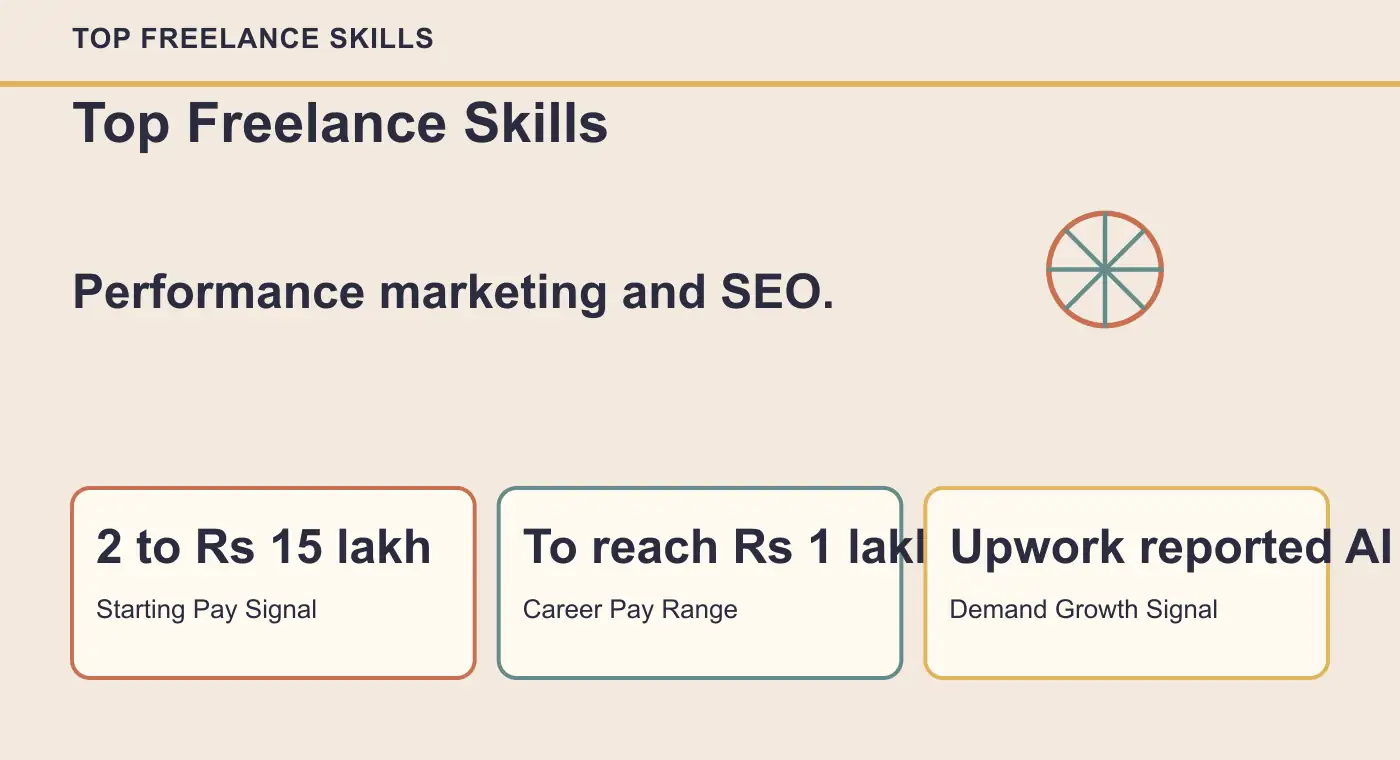 TOP FREELANCE SKILLS
Top Freelance Skills
Performance marketing and SEO.
2 to Rs 15 lakh
Starting Pay Signal
To reach Rs 1
Career Pay Range
Upwork reported AI
Demand Growth Signal